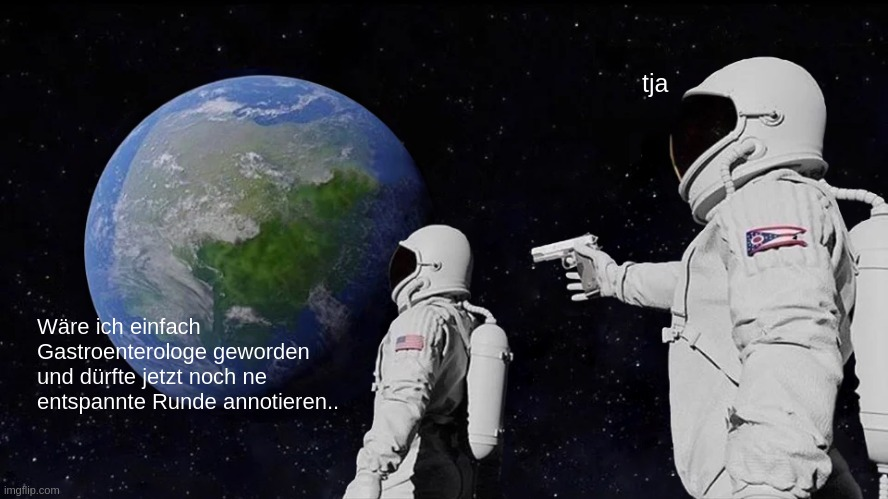 tja
Wäre ich einfach
Gastroenterologe geworden
und dürfte jetzt noch ne
entspannte Runde annotieren..
imgflip.com